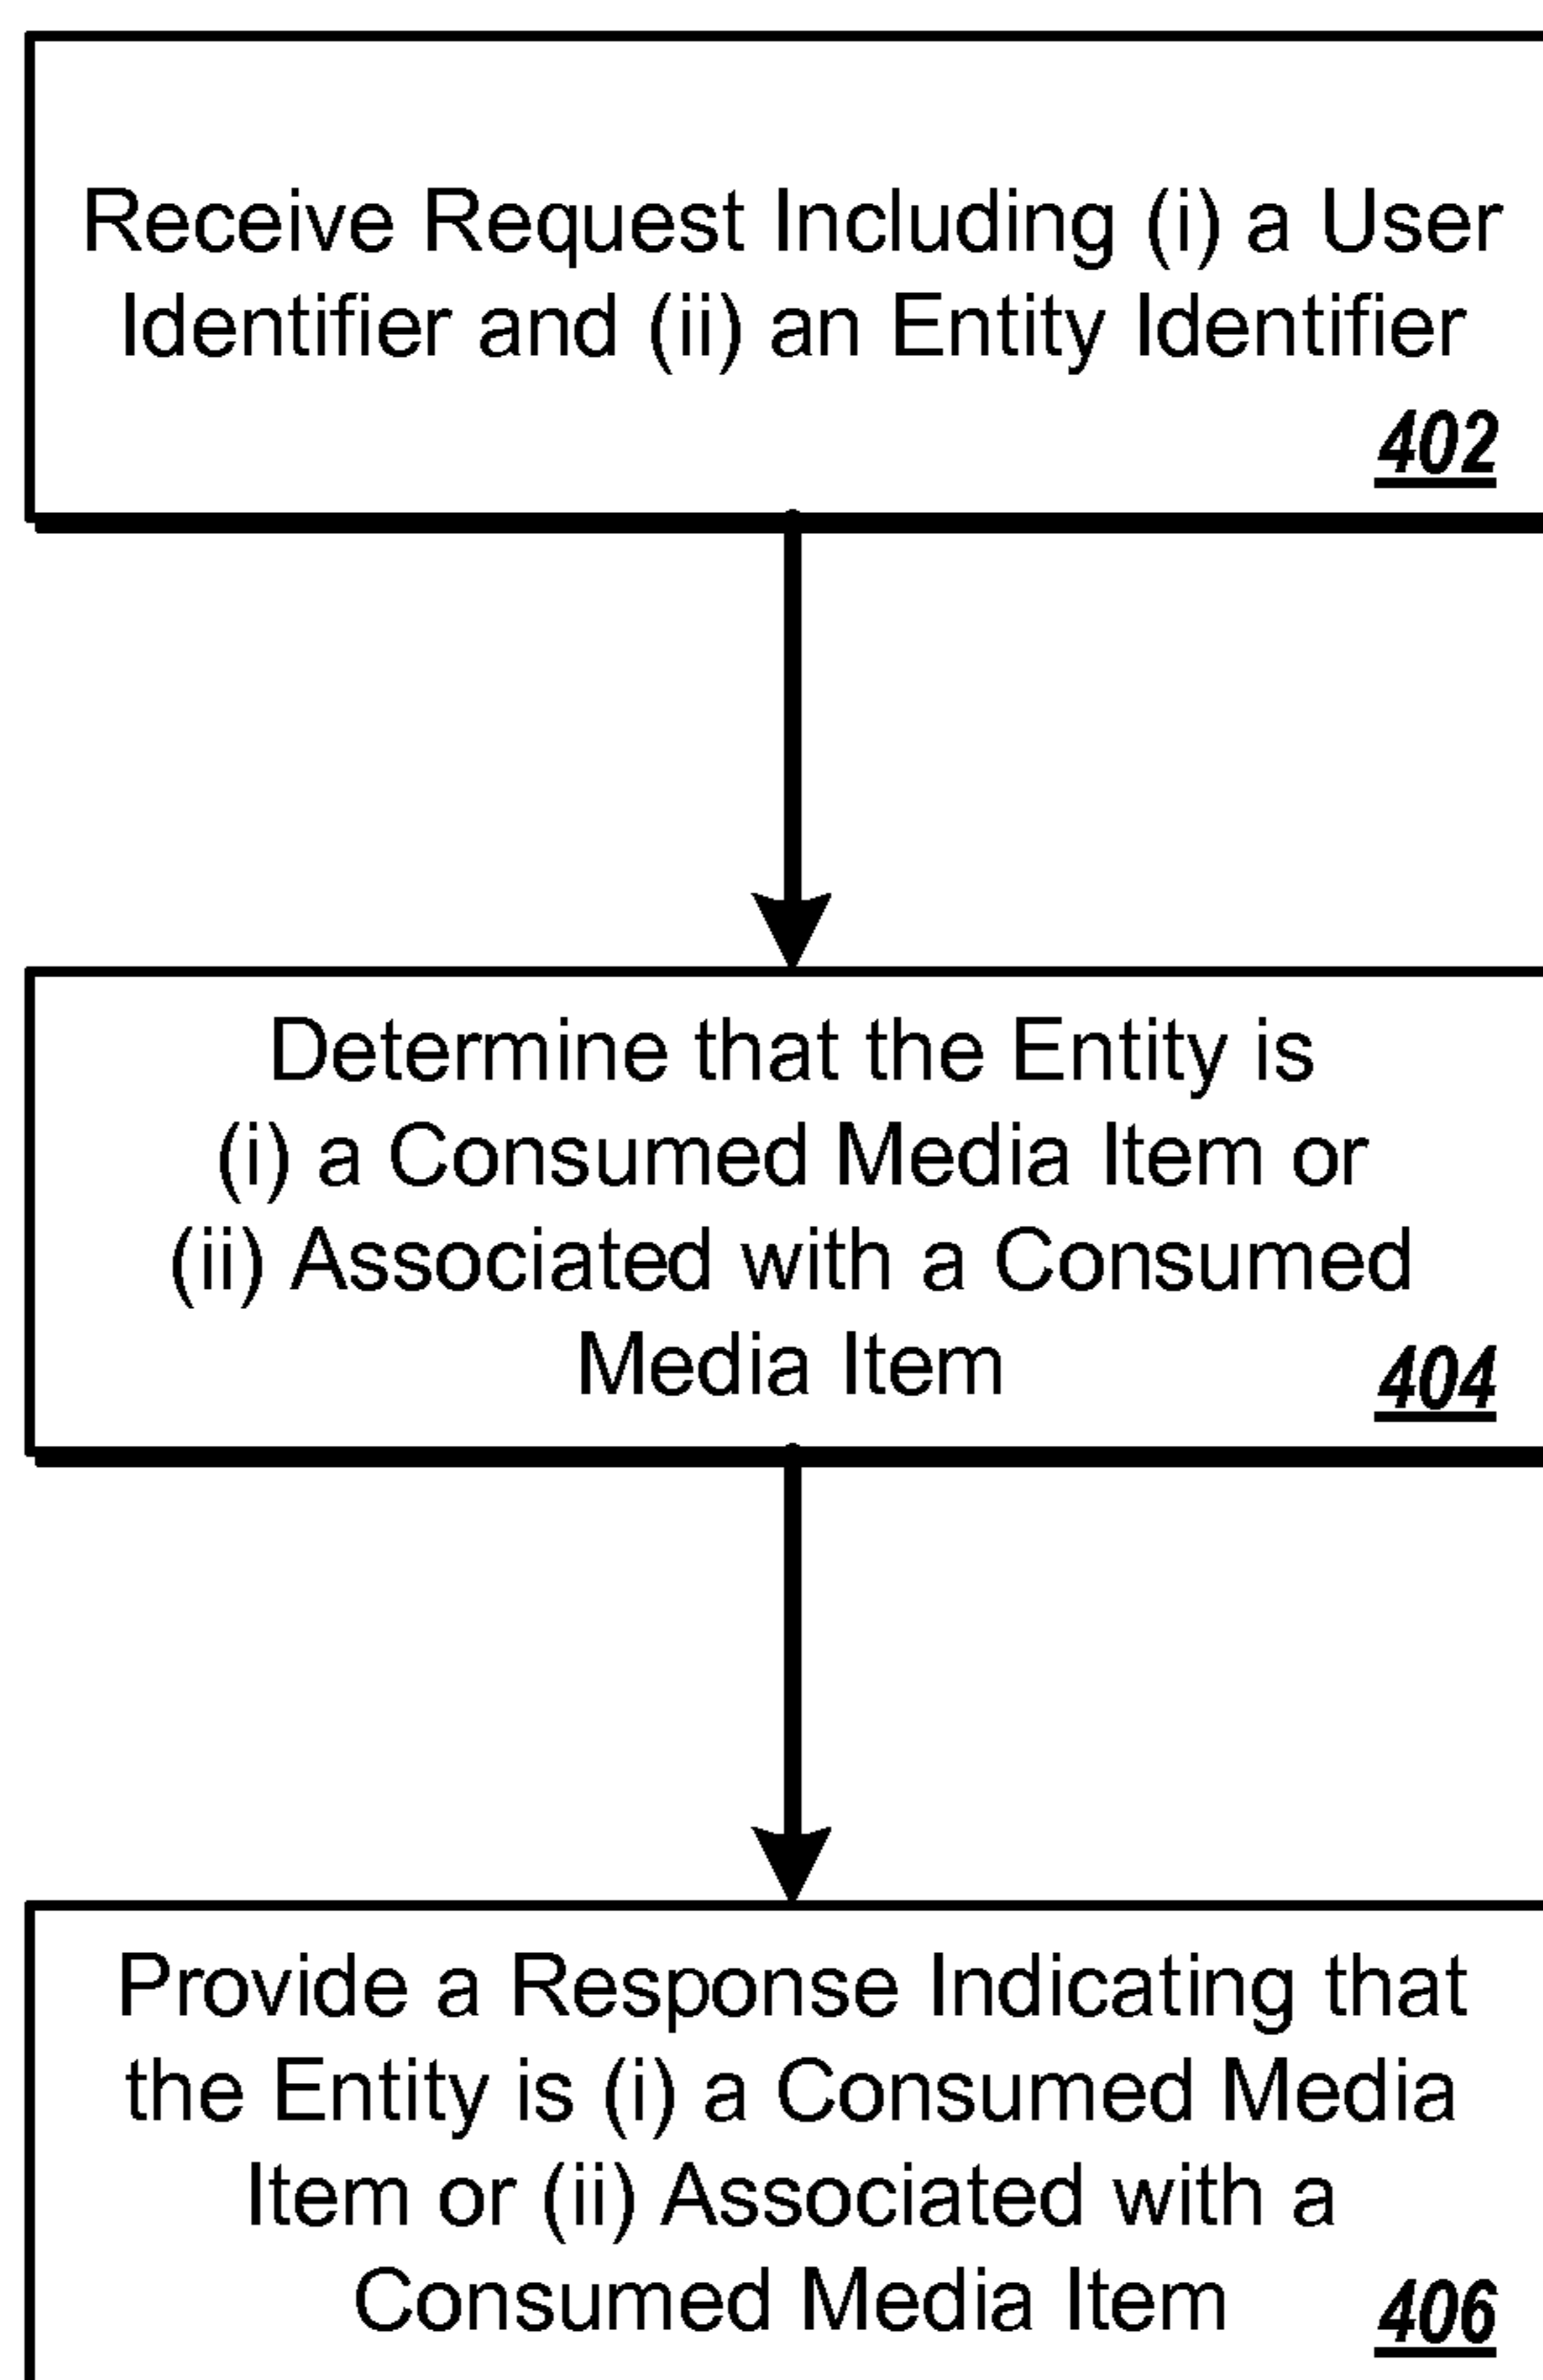 Receive Request Including (i) a User
Identifier and (ii) an Entity Identifier
402
Determine that the Entity is
(i) a Consumed Media Item or
(ii) Associated with a Consumed
Media Item
404
Provide a Response Indicating that
the Entity is (i) a Consumed Media
Item or (ii) Associated with a
Consumed Media Item
406